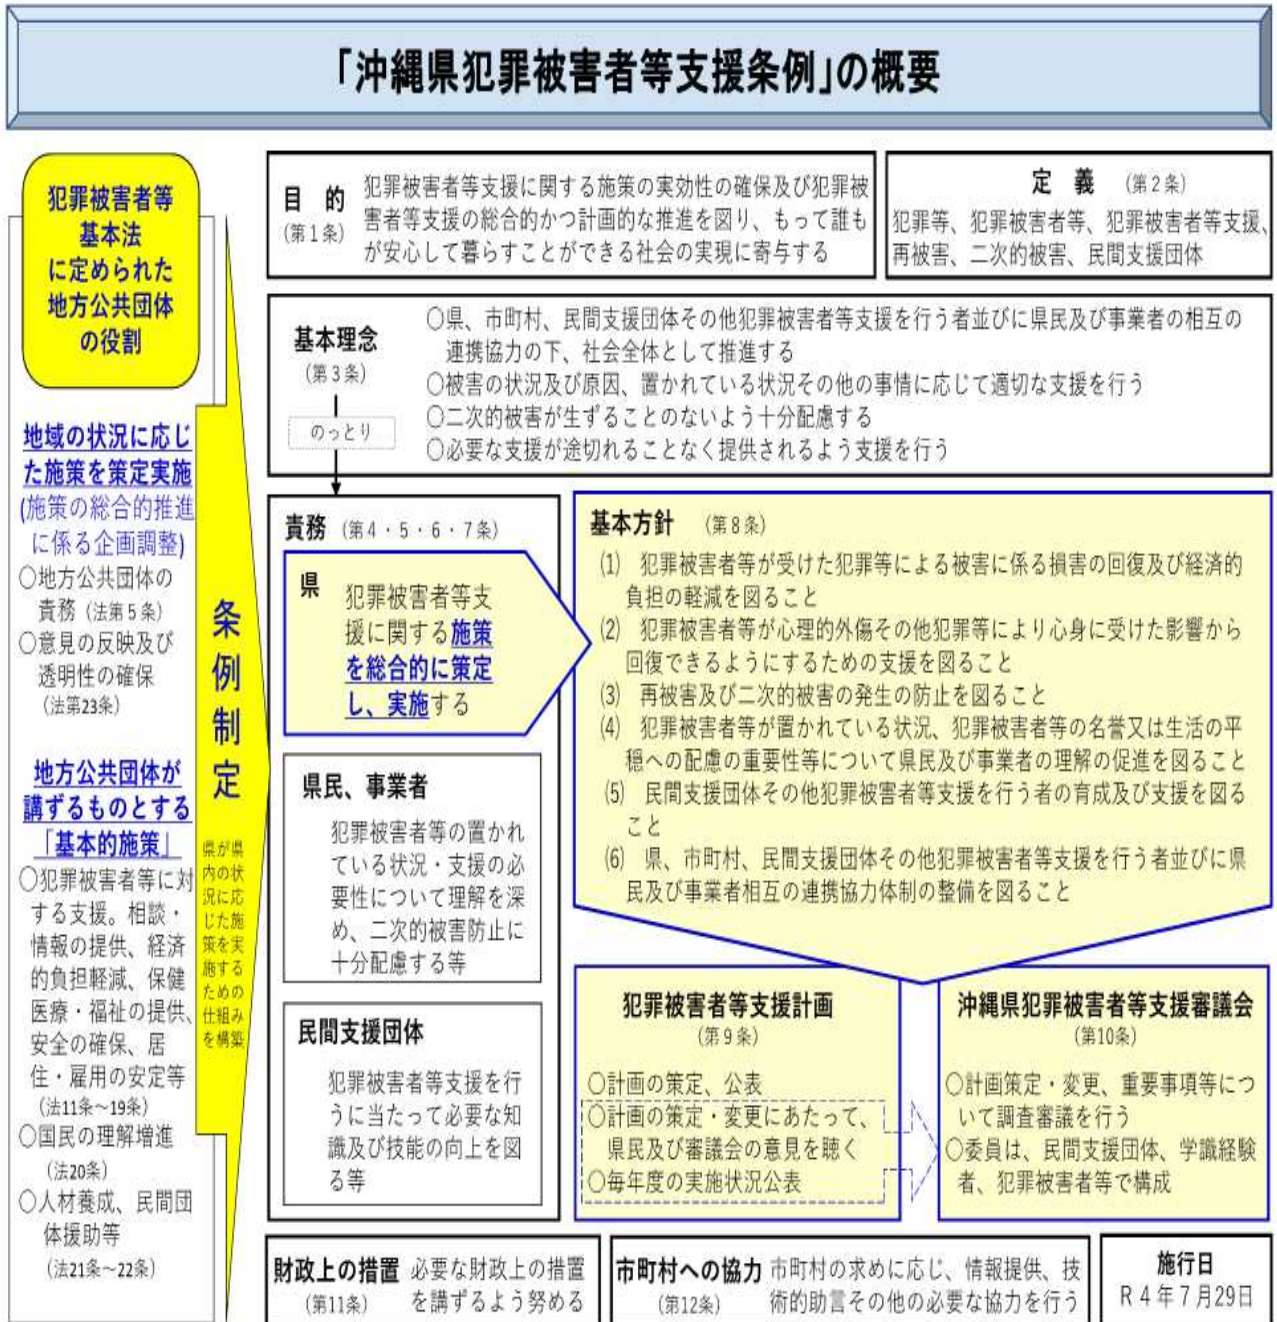 「沖縄県犯罪被害者等支援条例」の概要
犯罪被害者等
基本法
に定められた
地方公共団体
の役割
地域の状況に応じ
た施策を策定実施
(施策の総合的推進
に係る企画調整)
○地方公共団体の
責務（法第５条）
○意見の反映及び
透明性の確保
（法第23条）
地方公共団体が
講ずるものとする
「基本的施策」
○犯罪被害者等に対
する支援。相談・
情報の提供、経済
的負担軽減、保健
医療・福祉の提供、
安全の確保、居
住・雇用の安定等
（法11条～19条）
○国民の理解増進
（法20条）
○人材養成、民間団
体援助等
（法21条～22条）
条例制定
県が県
内の状
況に応
じた施
策を実
施する
ための
仕組み
を構築
目　的
（第１条）
犯罪被害者等支援に関する施策の実効性の確保及び犯罪被
害者等支援の総合的かつ計画的な推進を図り、もって誰も
が安心して暮らすことができる社会の実現に寄与する
定　義　（第２条）
犯罪等、犯罪被害者等、犯罪被害者等支援、
再被害、二次的被害、民間支援団体
基本理念
（第３条）
のっとり
○県、市町村、民間支援団体その他犯罪被害者等支援を行う者並びに県民及び事業者の相互の
連携協力の下、社会全体として推進する
○被害の状況及び原因、置かれている状況その他の事情に応じて適切な支援を行う
○二次的被害が生ずることのないよう十分配慮する
○必要な支援が途切れることなく提供されるよう支援を行う
責務（第４・５・６・７条）
県
犯罪被害者等支
援に関する施策
を総合的に策定
し、実施する
県民、事業者
犯罪被害者等の置かれ
ている状況・支援の必
要性について理解を深
め、二次的被害防止に
十分配慮する等
民間支援団体
犯罪被害者等支援を行
うに当たって必要な知
識及び技能の向上を図
る等
基本方針　（第８条）
(1)　犯罪被害者等が受けた犯罪等による被害に係る損害の回復及び経済的
負担の軽減を図ること
(2)　犯罪被害者等が心理的外傷その他犯罪等により心身に受けた影響から
回復できるようにするための支援を図ること
(3)　再被害及び二次的被害の発生の防止を図ること
(4)　犯罪被害者等が置かれている状況、犯罪被害者等の名誉又は生活の平
穏への配慮の重要性等について県民及び事業者の理解の促進を図ること
(5)　民間支援団体その他犯罪被害者等支援を行う者の育成及び支援を図る
こと
(6)　県、市町村、民間支援団体その他犯罪被害者等支援を行う者並びに県
民及び事業者相互の連携協力体制の整備を図ること
犯罪被害者等支援計画
（第９条）
○計画の策定、公表
○計画の策定・変更にあたって、
県民及び審議会の意見を聴く
○毎年度の実施状況公表
沖縄県犯罪被害者等支援審議会
（第10条）
○計画策定・変更、重要事項等につ
いて調査審議を行う
○委員は、民間支援団体、学識経験
者、犯罪被害者等で構成
財政上の措置
（第11条）
必要な財政上の措置
を講ずるよう努める
市町村への協力
（第12条）
市町村の求めに応じ、情報提供、技
術的助言その他の必要な協力を行う
施行日
Ｒ４年７月29日